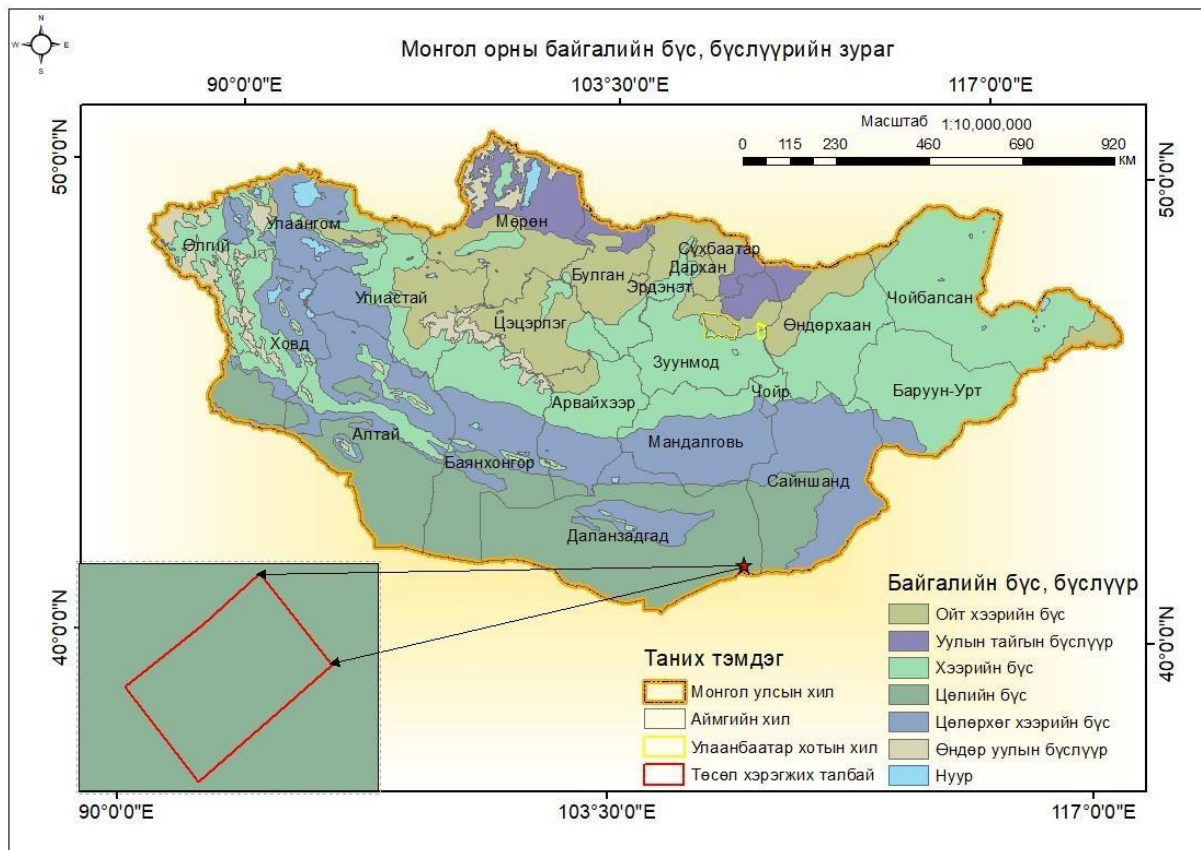 N
W E
S
Монгол орны байгалийн бүс, бүслүүрийн зураг
90°0'0"E 103°30'0"E 117°0'0"E
Масштаб 1:10,000,000
0 115 230 460 690 920
КМ
50°0'0"N 50°0'0"N
Улаангом
Өлгий
Мөрөн
Сүхбаатар
Дархан
Булган
Эрдэнэт
Улиастай
Чойбалсан
Цэцэрлэг
Өндөрхаан
Ховд
Зуунмод
Чойр
Баруун-Урт
Арвайхээр
Алтай
Мандалговь
Баянхонгор
Сайншанд
Даланзадгад
40°0'0"N 40°0'0"N
Таних тэмдэг
Монгол улсын хил
Аймгийн хил
Улаанбаатар хотын хил
Төсөл хэрэгжих талбай
Байгалийн бүс, бүслүүр
Ойт хээрийн бүс
Уулын тайгын бүслүүр
Хээрийн бүс
Цөлийн бүс
Цөлөрхөг хээрийн бүс
Өндөр уулын бүслүүр
Нуур
90°0'0"E 103°30'0"E 117°0'0"E